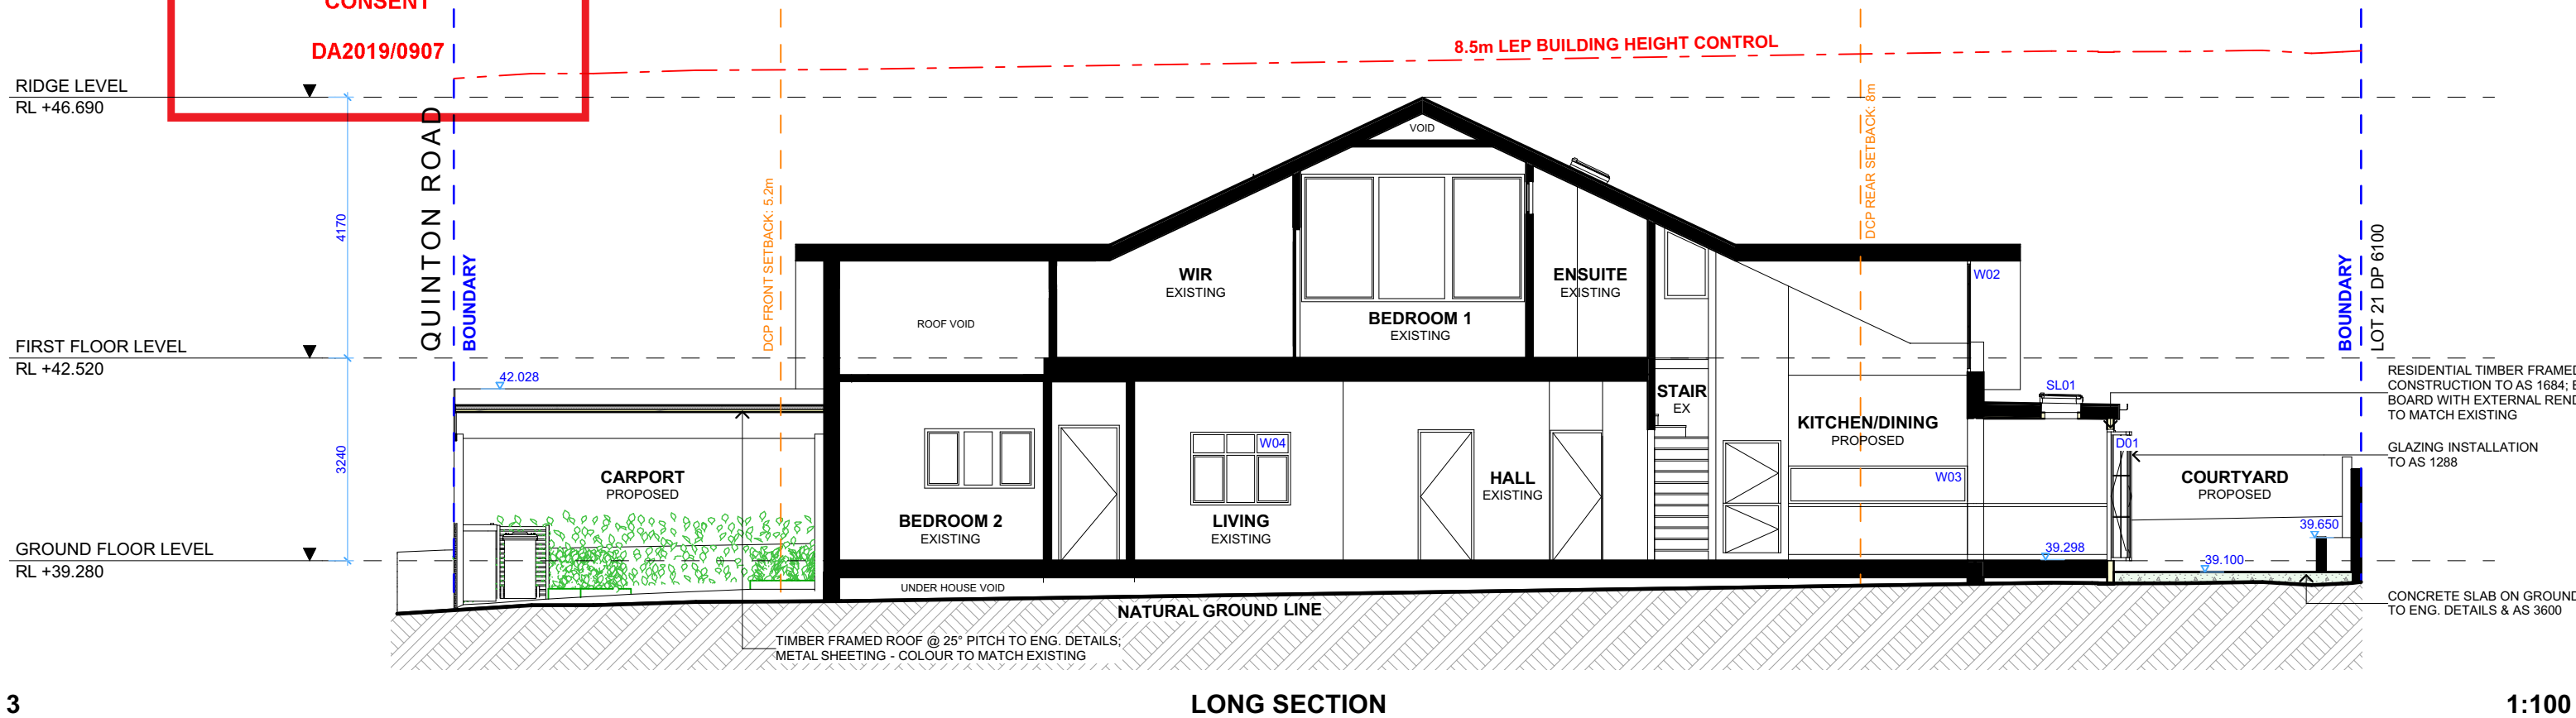 CONSENT
DA2019/0907
8.5m LEP BUILDING HEIGHT CONTROL
RIDGE LEVEL
RL +46.690
QUINTON ROAD
BOUNDARY
DCP FRONT SETBACK: 5.2m
DCP REAR SETBACK: 8m
BOUNDARY
LOT 21 DP 6100
4170
3240
VOID
WIR
EXISTING
BEDROOM 1
EXISTING
ENSUITE
EXISTING
W02
ROOF VOID
FIRST FLOOR LEVEL
RL +42.520
42.028
STAIR
EX
SL01
RESIDENTIAL TIMBER FRAMED
CONSTRUCTION TO AS 1684;
BOARD WITH EXTERNAL
TO MATCH EXISTING
KITCHEN/DINING
PROPOSED
W04
D01
GLAZING INSTALLATION
TO AS 1288
CARPORT
PROPOSED
HALL
EXISTING
W03
COURTYARD
PROPOSED
BEDROOM 2
EXISTING
LIVING
EXISTING
39.650
GROUND FLOOR LEVEL
RL +39.280
39.298
39.100
UNDER HOUSE VOID
NATURAL GROUND LINE
CONCRETE SLAB ON GROUND
TO ENG. DETAILS & AS 3600
TIMBER FRAMED ROOF @ 25° PITCH TO ENG. DETAILS;
METAL SHEETING - COLOUR TO MATCH EXISTING
3
LONG SECTION
1:100